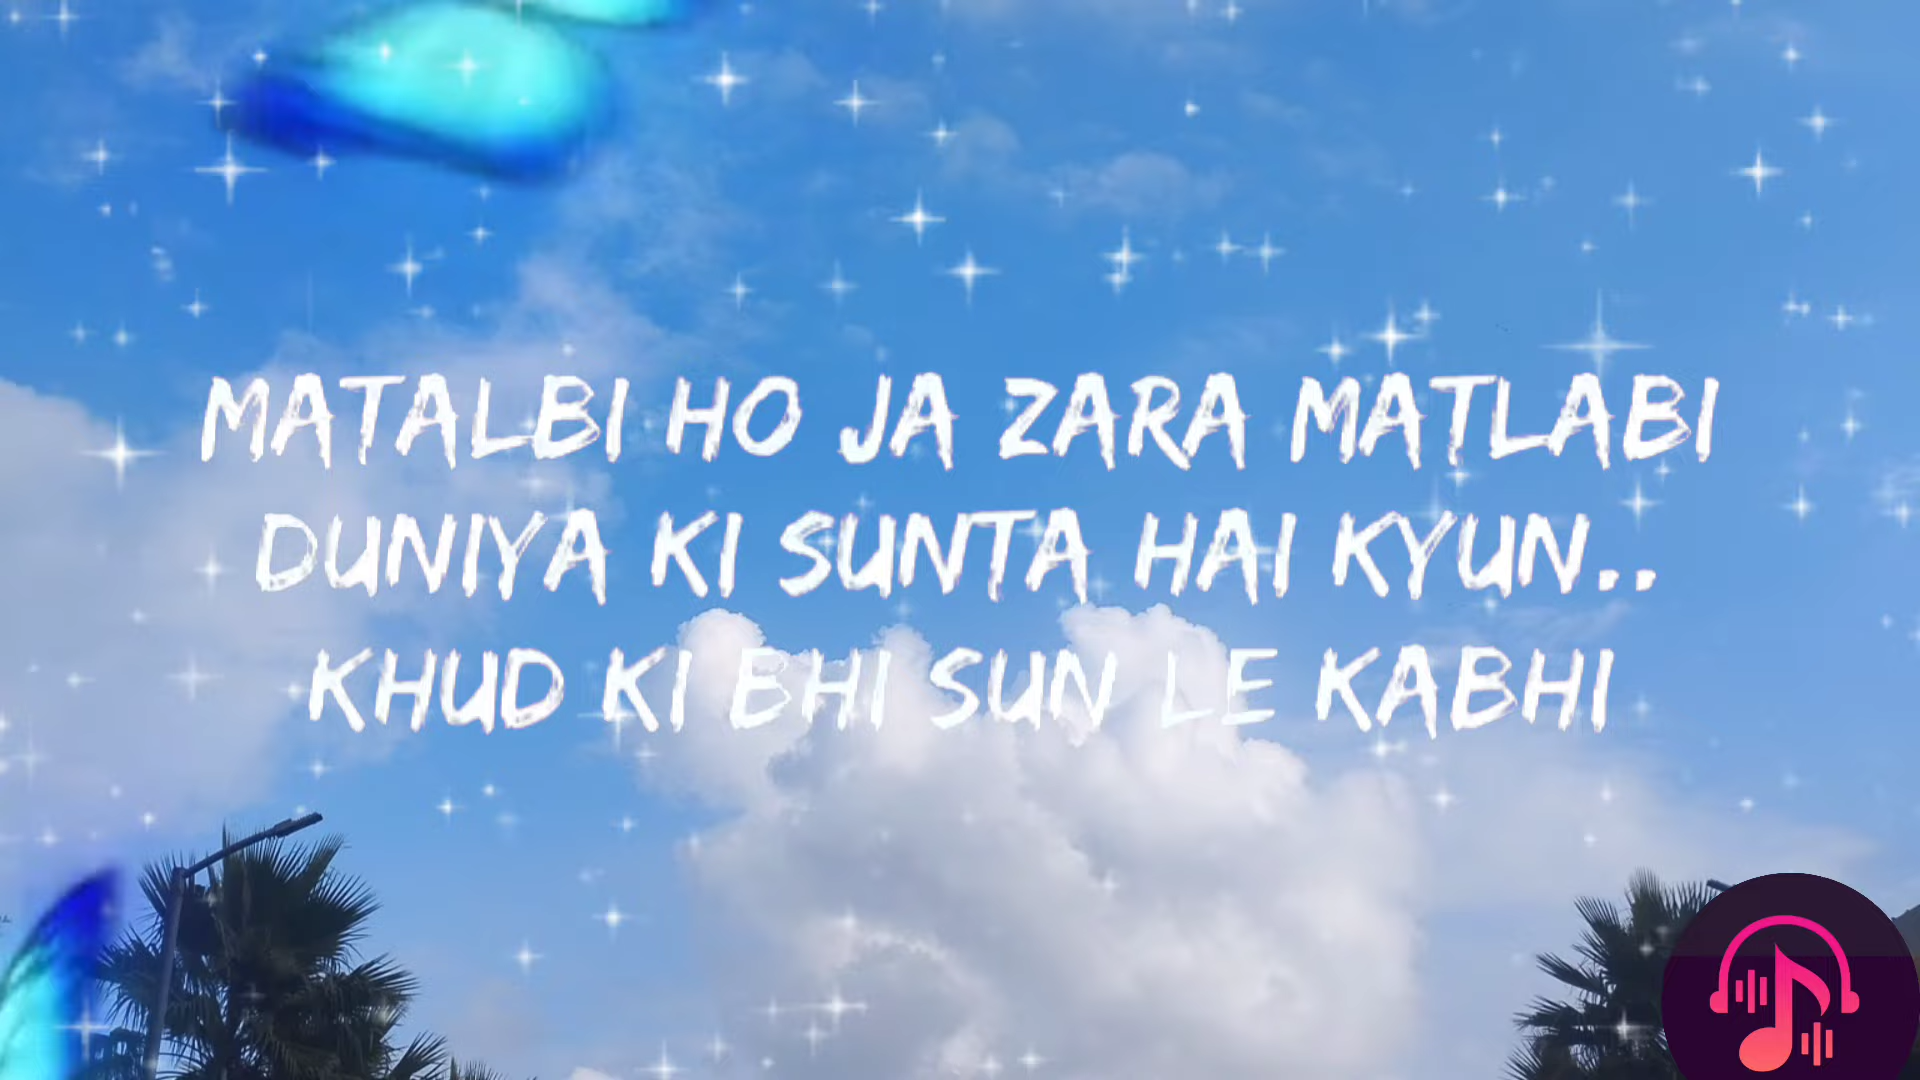 MATALBI HO JA ZARA MATLABI
DUNIYA KI SUNTA HAI KYUN..
KHUD KI BHI SUN LE KABHI